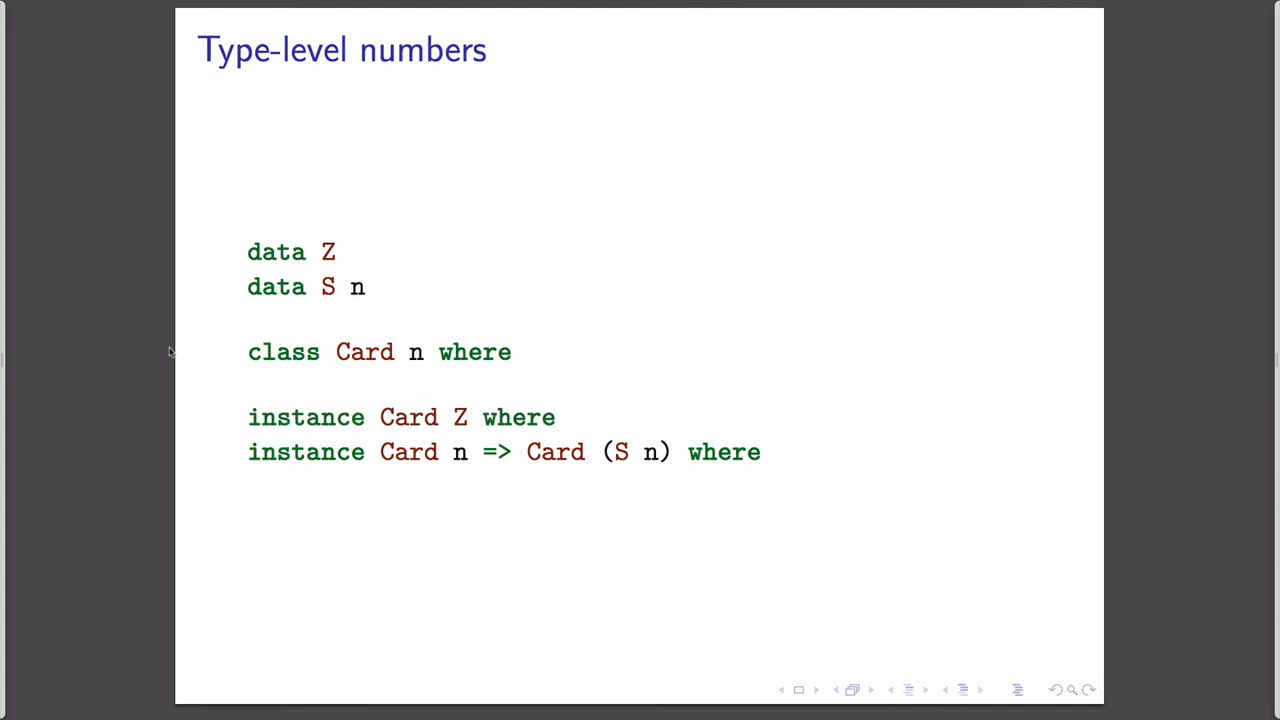 Type-level numbers
data Z
data S n
class Card n where
instance Card Z where
instance Card n => Card (S n) where